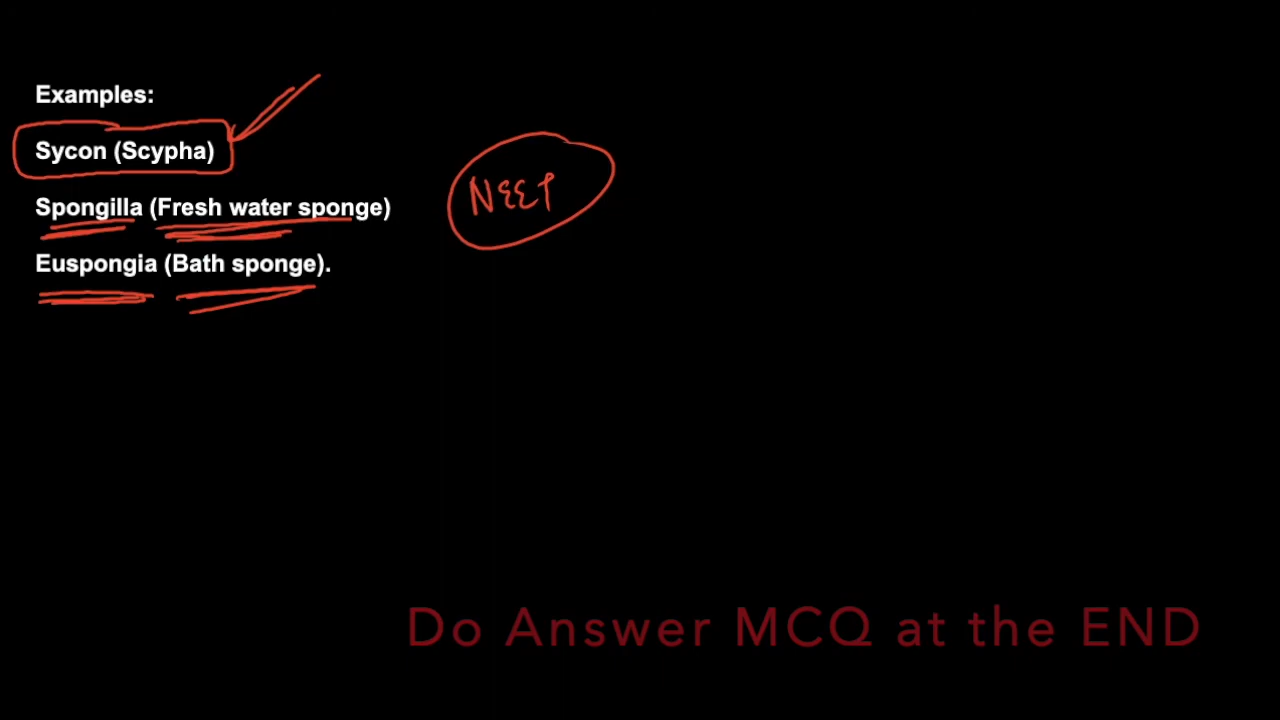 Examples:
Sycon (Scypha)
NEET
Spongilla (Fresh water sponge)
Euspongia (Bath sponge).
Do Answer MCQ at the END